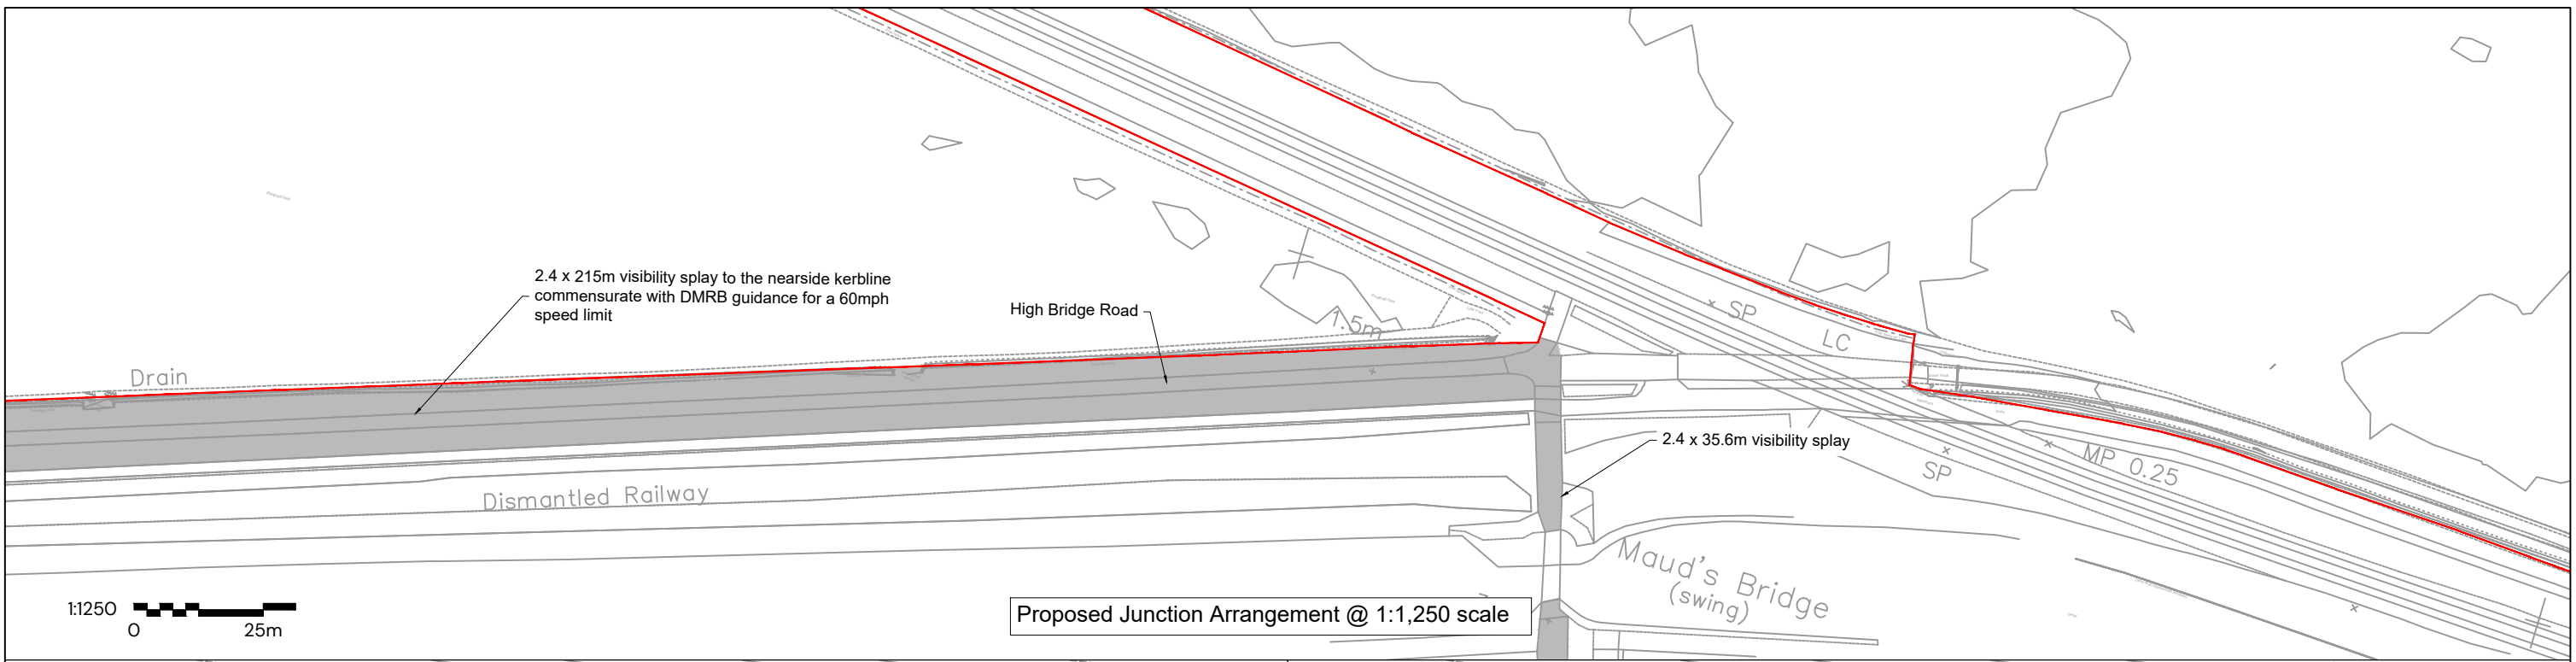 2.4 x 215m visibility splay to the nearside kerbline
commensurate with DMRB guidance for a 60mph
speed limit
High Bridge Road
1.5m
SP
LC
Drain
2.4 x 35.6m visibility splay
MP 0.25
SP
Dismantled Railway
Maud's Bridge
(swing)
1:1250
0
25m
Proposed Junction Arrangement @ 1:1,250 scale